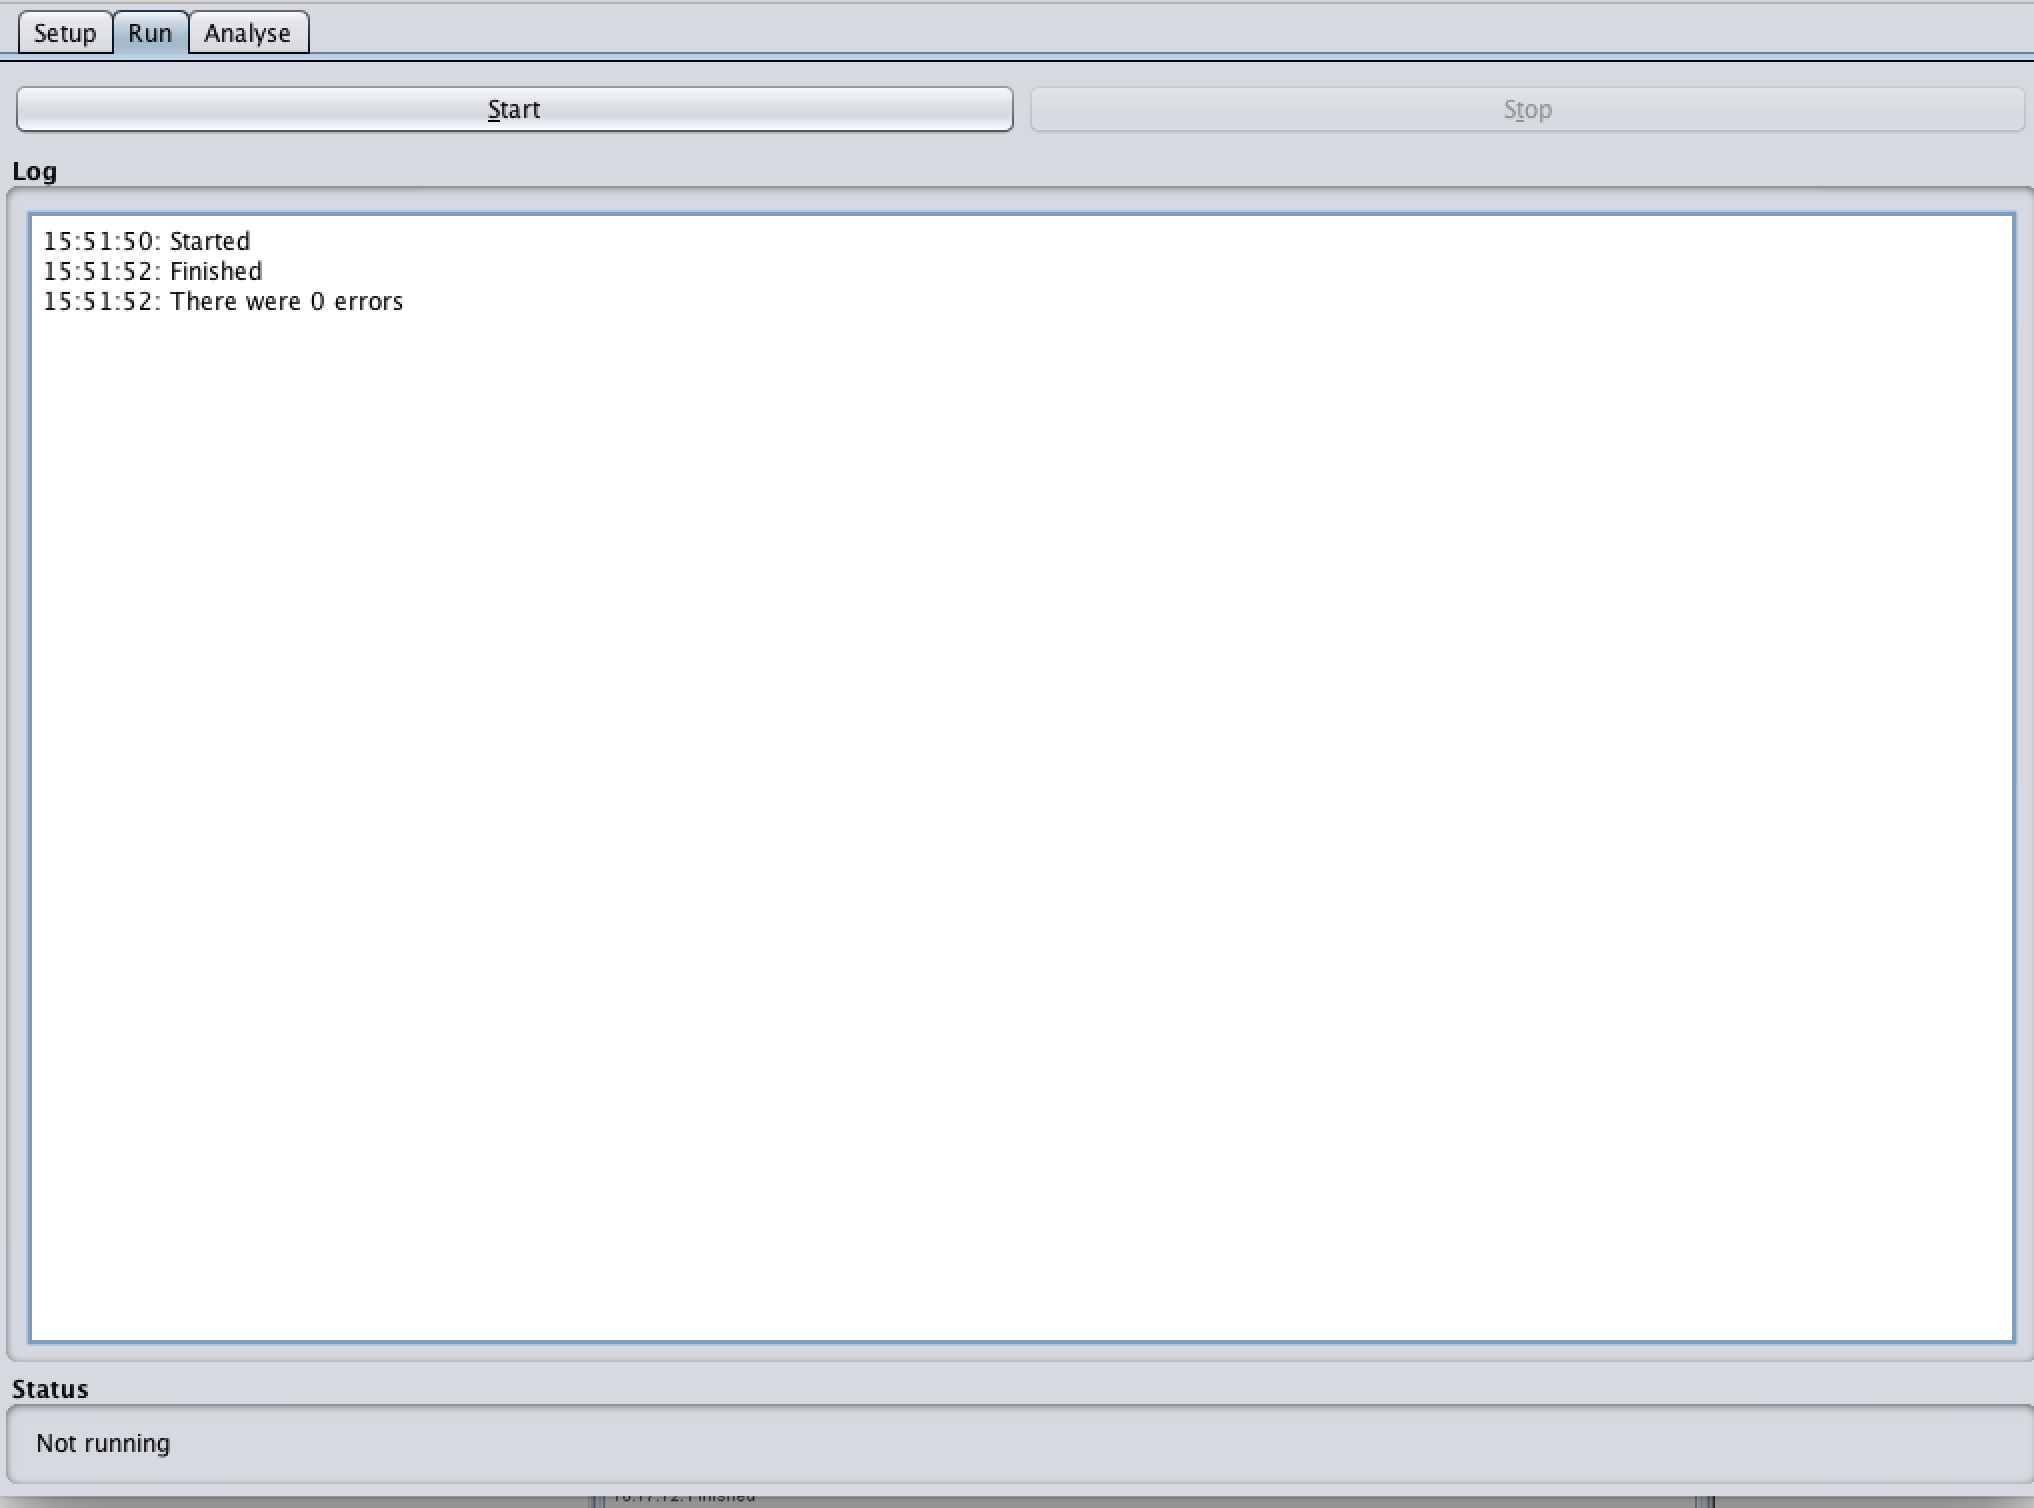 Setup Run Analyse
Start Stop
Log
15:51:50: Started
15:51:52: Finished
15:51:52: There were 0 errors
Status
Not running
Finished